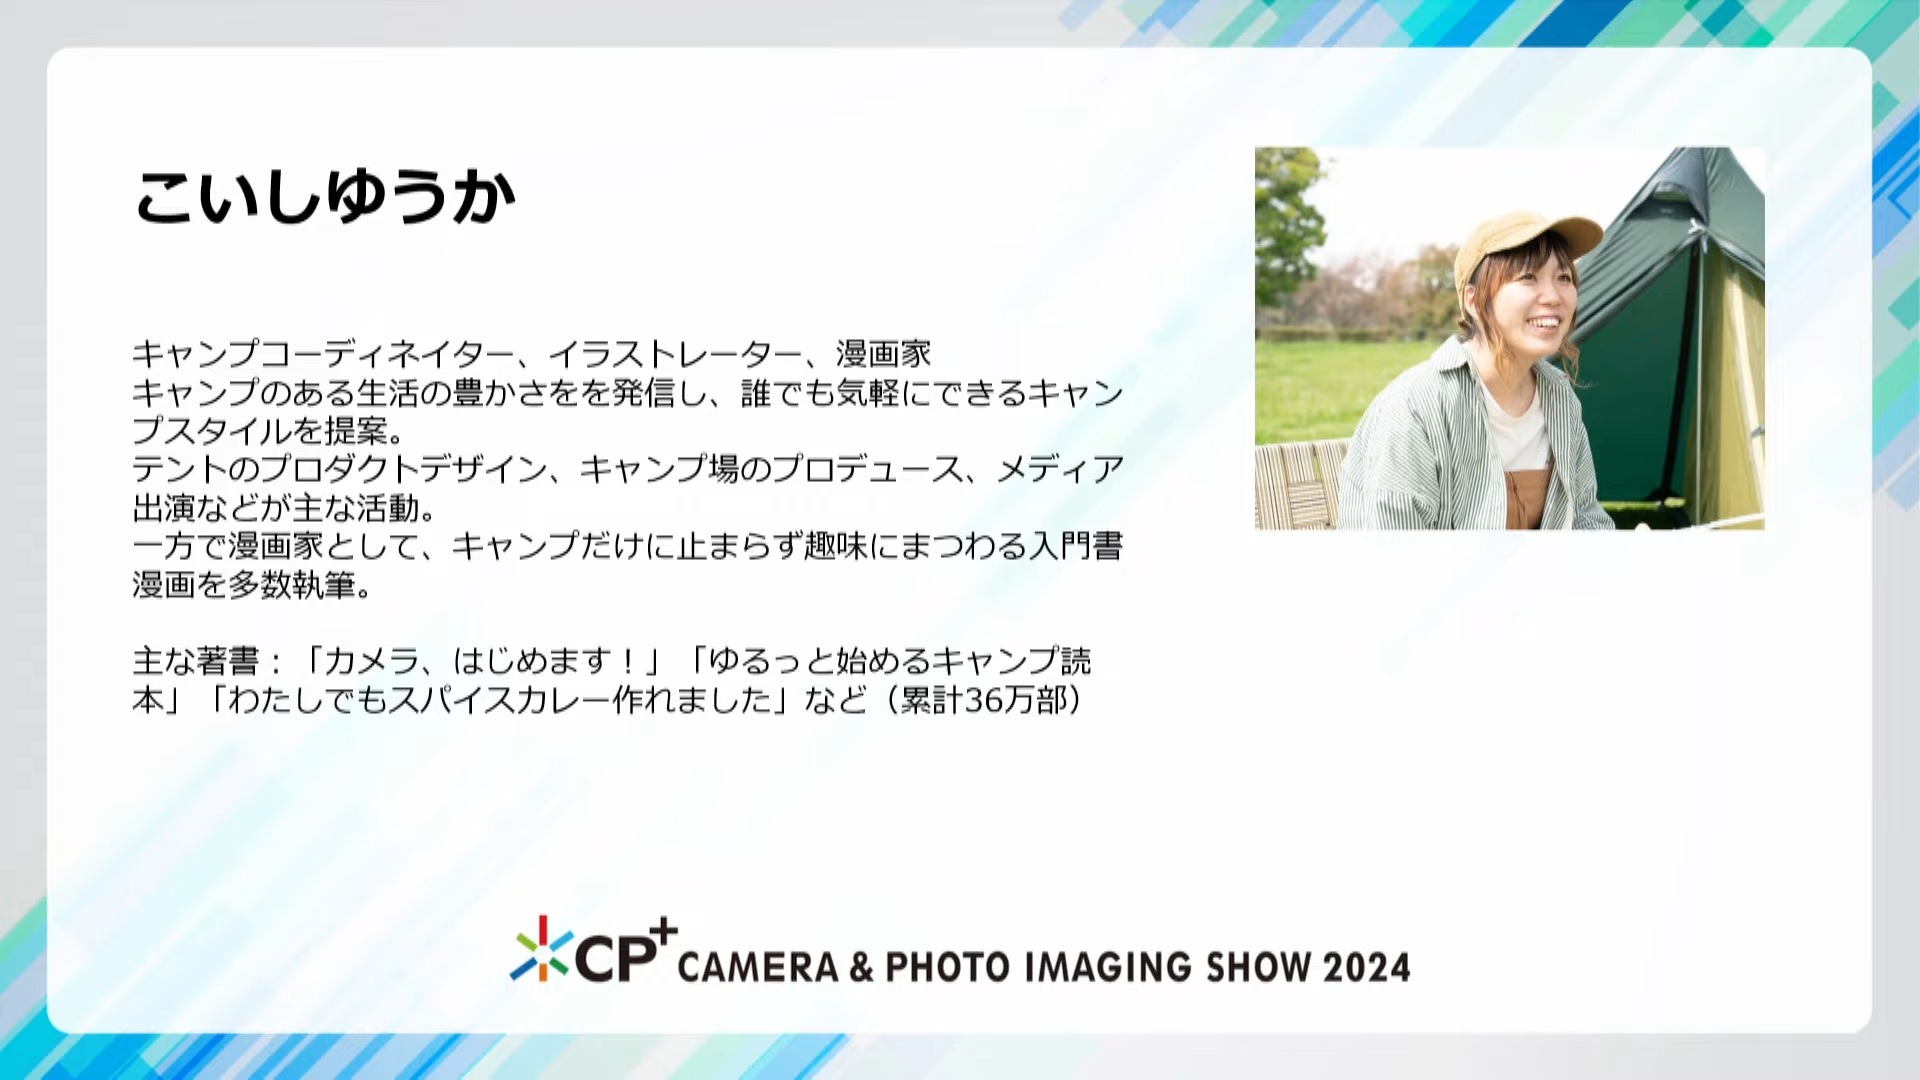 こいしゆうか
キャンプコーディネイター、イラストレーター、漫画家
キャンプのある生活の豊かさをを発信し、誰でも気軽にできるキャン
プスタイルを提案。
テントのプロダクトデザイン、キャンプ場のプロデュース、メディア
出演などが主な活動。
一方で漫画家として、キャンプだけに止まらず趣味にまつわる入門書
漫画を多数執筆。
主な著書：「カメラ、はじめます！」「ゆるっと始めるキャンプ読
本」「わたしでもスパイスカレー作れました」など（累計36万部）
CP+ CAMERA & PHOTO IMAGING SHOW 2024